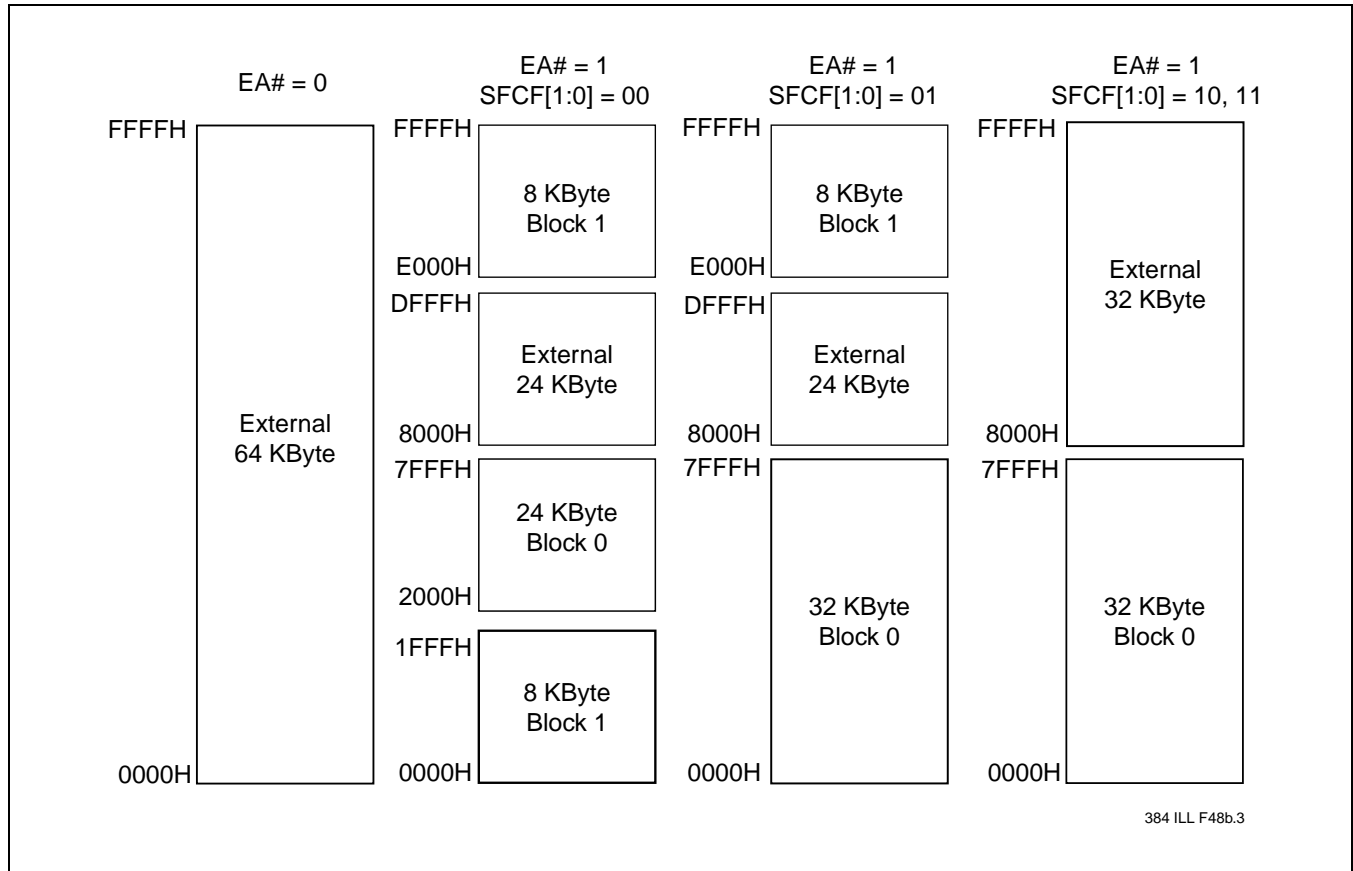 EA# = 0
FFFFH
External
64 KByte
0000H
EA# = 1
SFCF[1:0] = 00
FFFFH
8 KByte
Block 1
E000H
DFFFH
External
24 KByte
8000H
7FFFH
24 KByte
Block 0
2000H
1FFFH
8 KByte
Block 1
0000H
EA# = 1
SFCF[1:0] = 01
FFFFH
8 KByte
Block 1
E000H
DFFFH
External
24 KByte
8000H
7FFFH
32 KByte
Block 0
0000H
EA# = 1
SFCF[1:0] = 10, 11
FFFFH
External
32 KByte
8000H
7FFFH
32 KByte
Block 0
0000H
384 ILL F48b.3